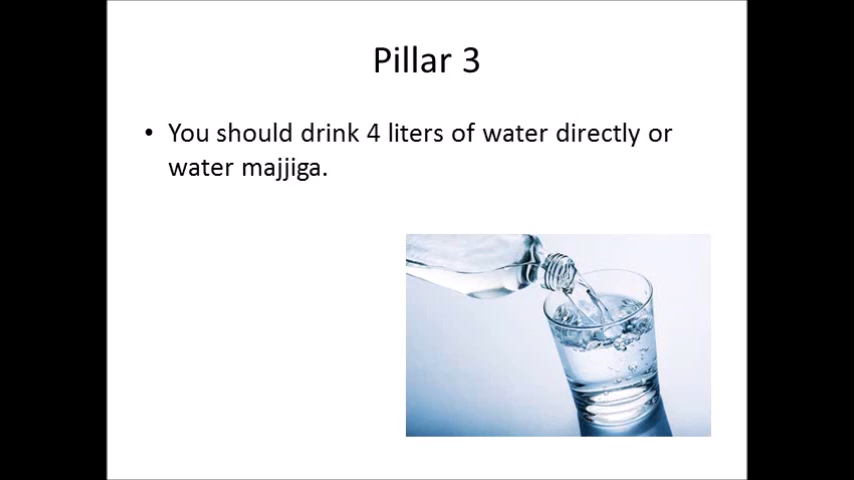 Pillar 3
• You should drink 4 liters of water directly or
water majjiga.